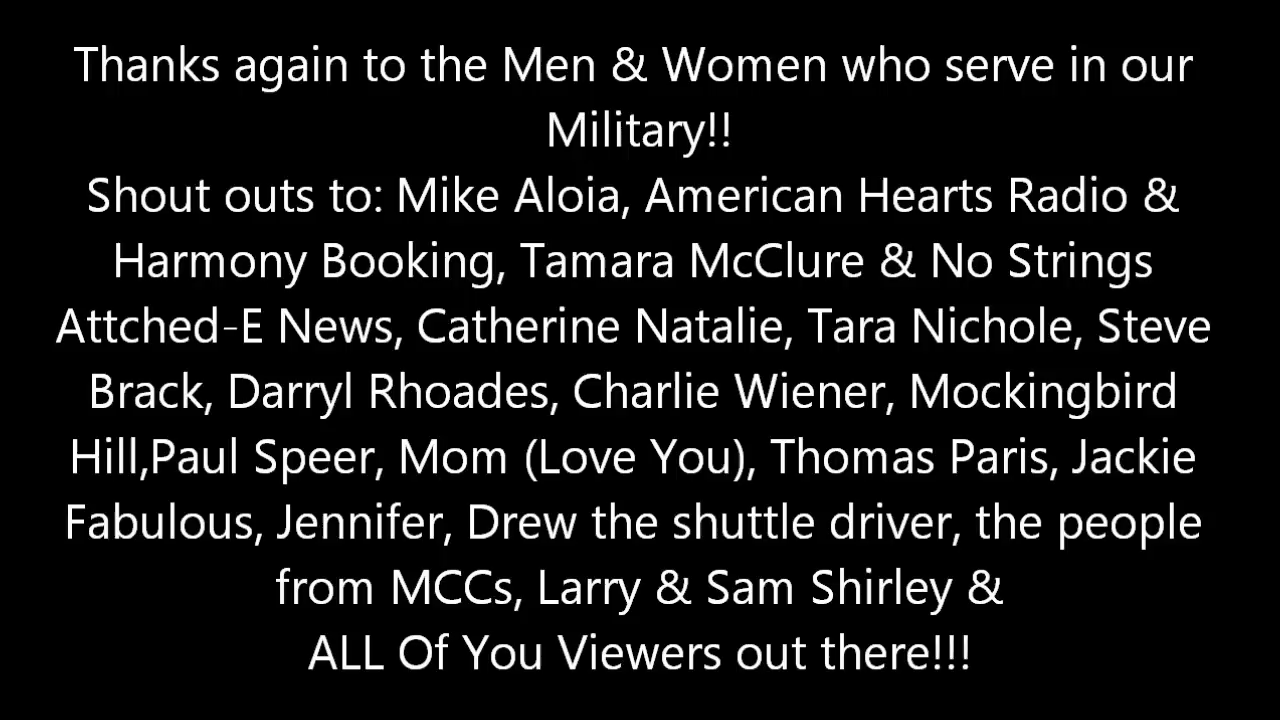 Thanks again to the Men & Women who serve in our
Military!!
Shout outs to: Mike Aloia, American Hearts Radio &
Harmony Booking, Tamara McClure & No Strings
Attched-E News, Catherine Natalie, Tara Nichole, Steve
Brack, Darryl Rhoades, Charlie Wiener, Mockingbird
Hill,Paul Speer, Mom (Love You), Thomas Paris, Jackie
Fabulous, Jennifer, Drew the shuttle driver, the people
from MCCs, Larry & Sam Shirley &
ALL Of You Viewers out there!!!